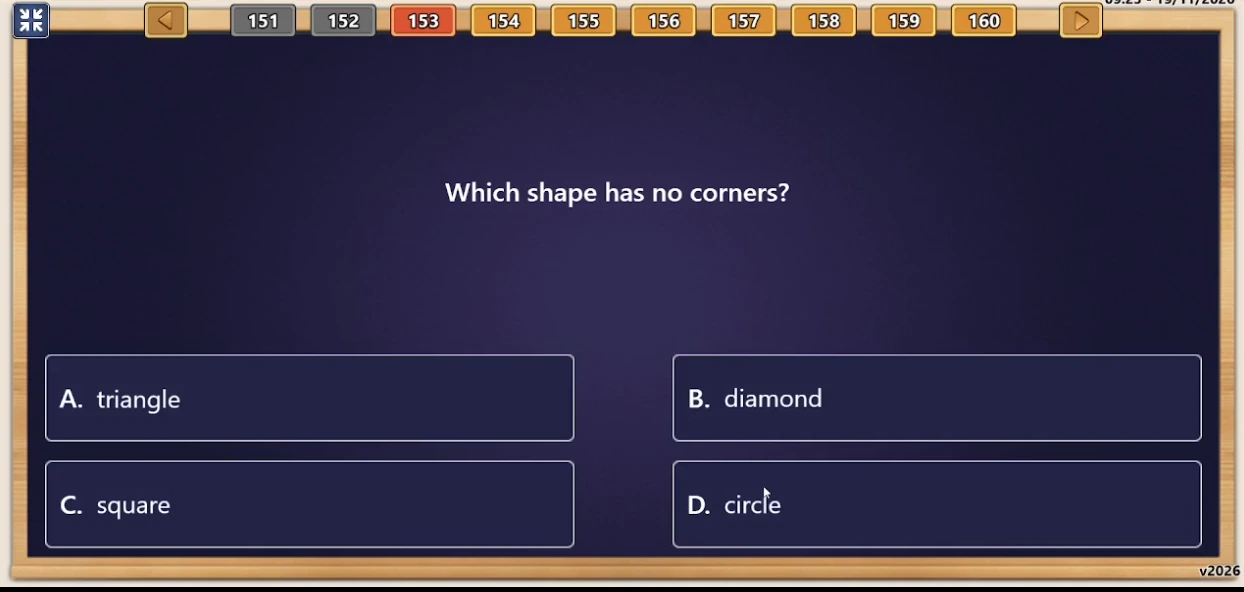 151 152 153 154 155 156 157 158 159 160
Which shape has no corners?
A. triangle
B. diamond
C. square
D. circle
v2026